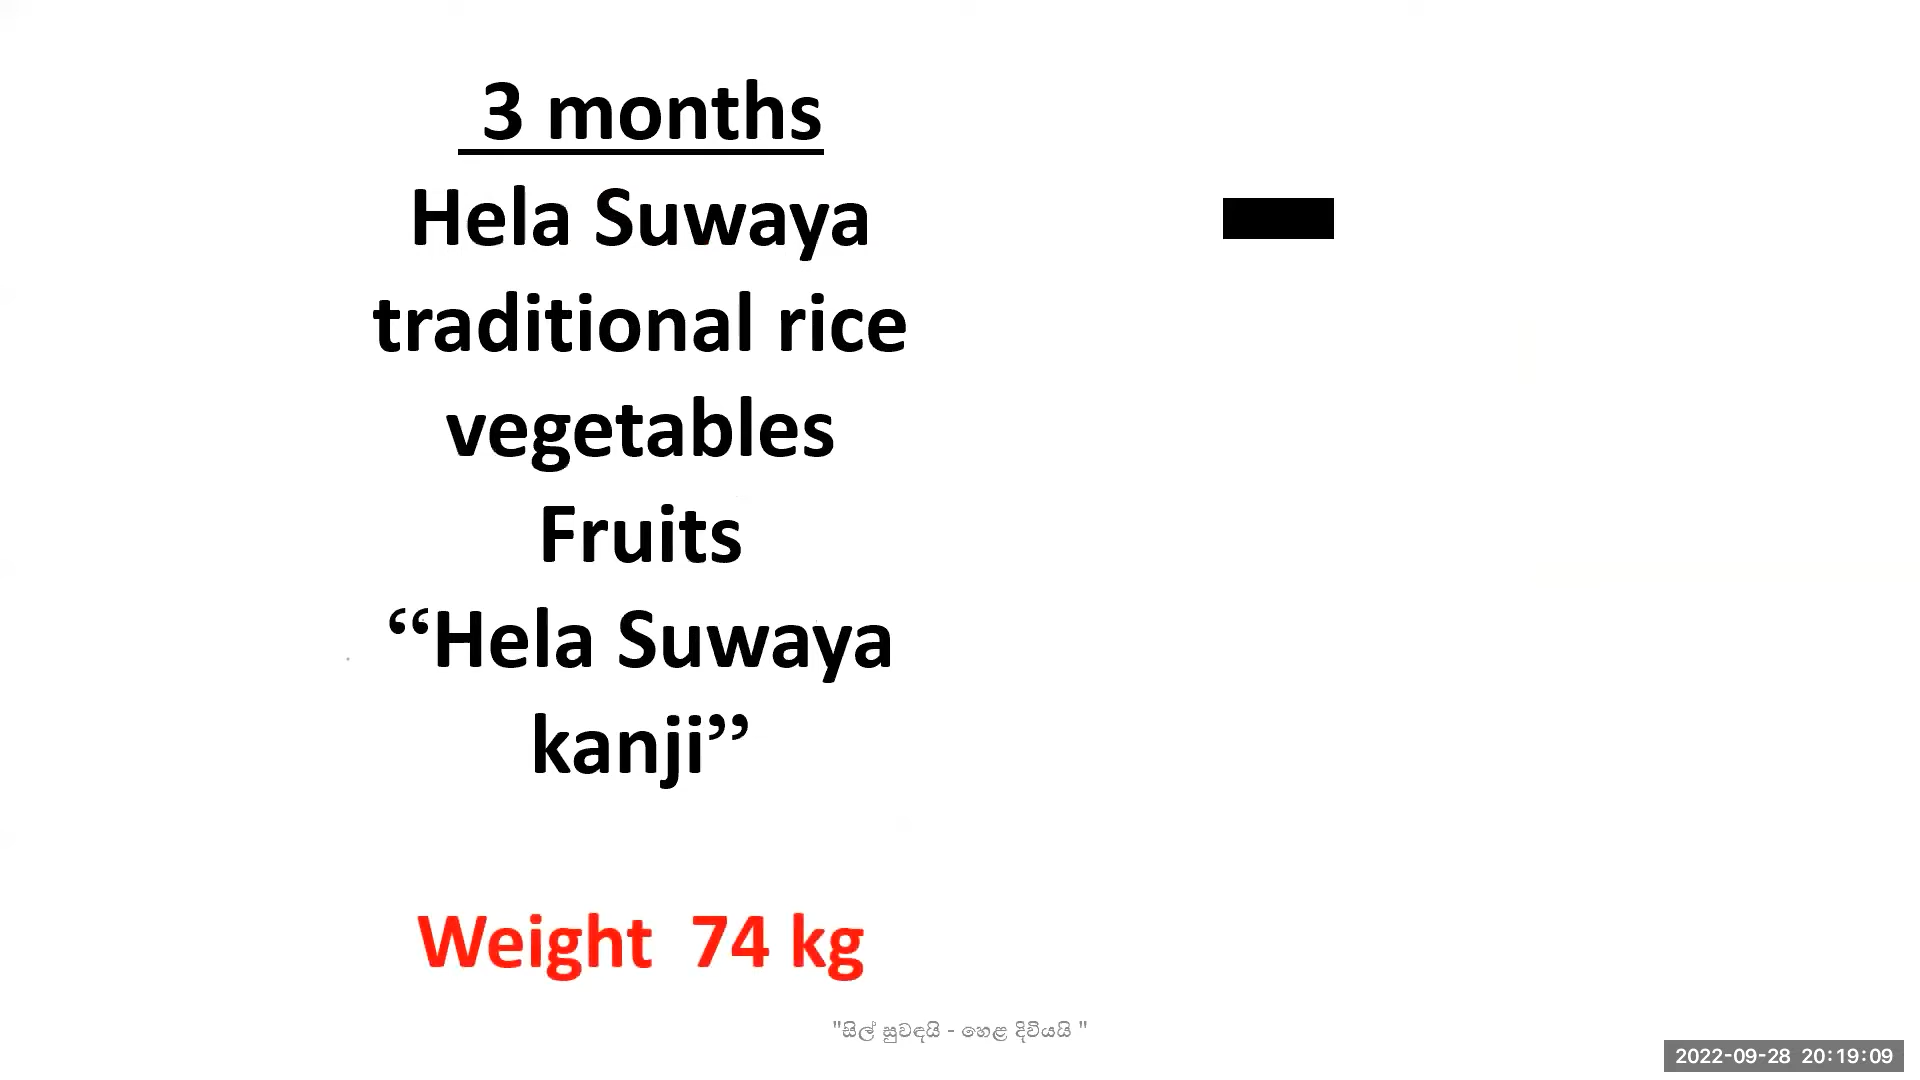 3 months
Hela Suwaya
traditional rice
vegetables
Fruits
“Hela Suwaya
kanji”
Weight 74 kg
"සිල් සුවඳයි - හෙළ දිවියයි "
2022-09-28 20:19:09